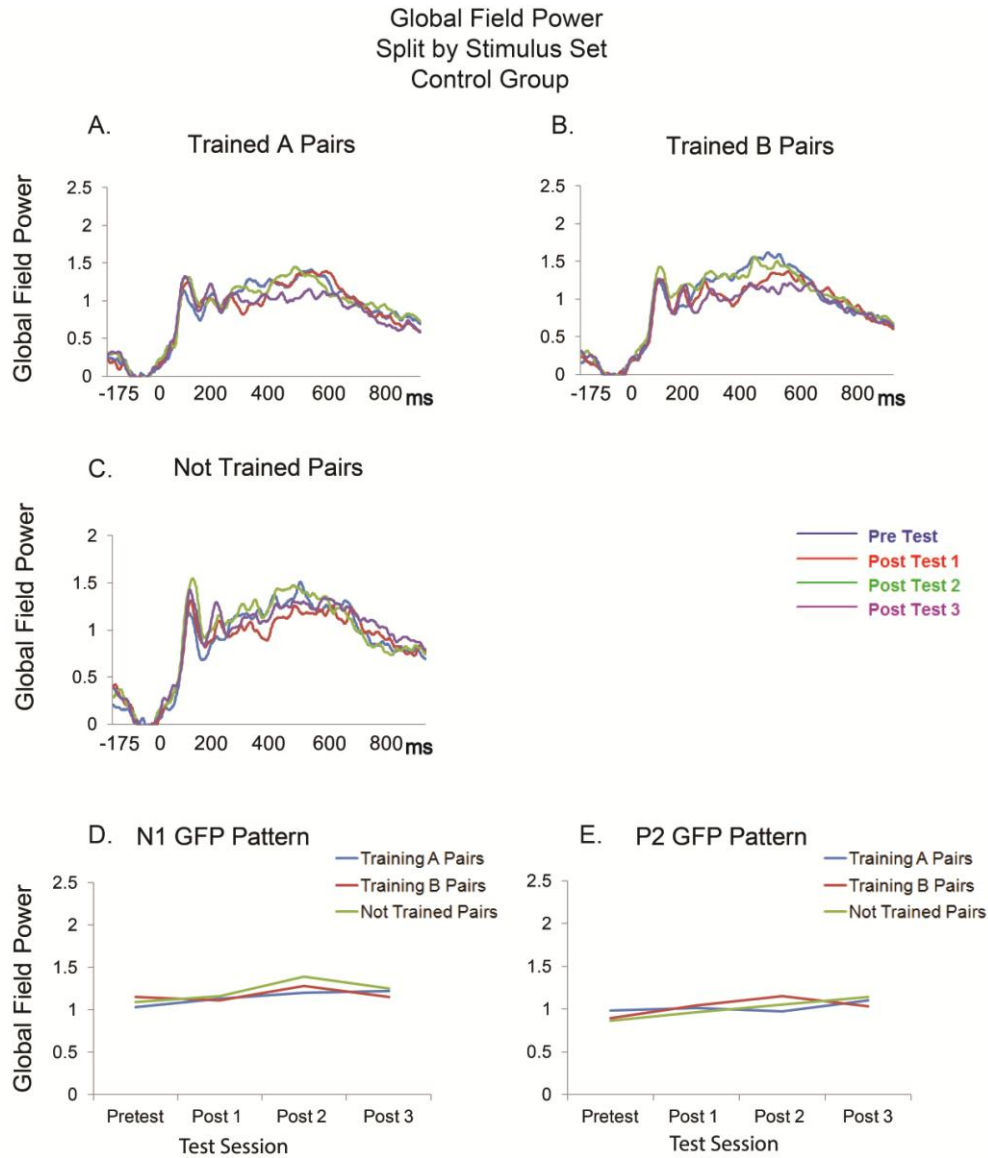 Global Field Power
Split by Stimulus Set
Control Group
A.
Trained A Pairs
Global Field Power
2.5
2
1.5
1
0.5
0
-175 0 200 400 600 800 ms
B.
Trained B Pairs
2.5
2
1.5
1
0.5
0
-175 0 200 400 600 800 ms
C.
Not Trained Pairs
Global Field Power
2
1.5
1
0.5
0
-175 0 200 400 600 800 ms
Pre Test
Post Test 1
Post Test 2
Post Test 3
D. N1 GFP Pattern
Training A Pairs
Training B Pairs
Not Trained Pairs
Global Field Power
2.5
2
1.5
1
0.5
0
Pretest Post 1 Post 2 Post 3
Test Session
E. P2 GFP Pattern
Training A Pairs
Training B Pairs
Not Trained Pairs
2.5
2
1.5
1
0.5
0
Pretest Post 1 Post 2 Post 3
Test Session